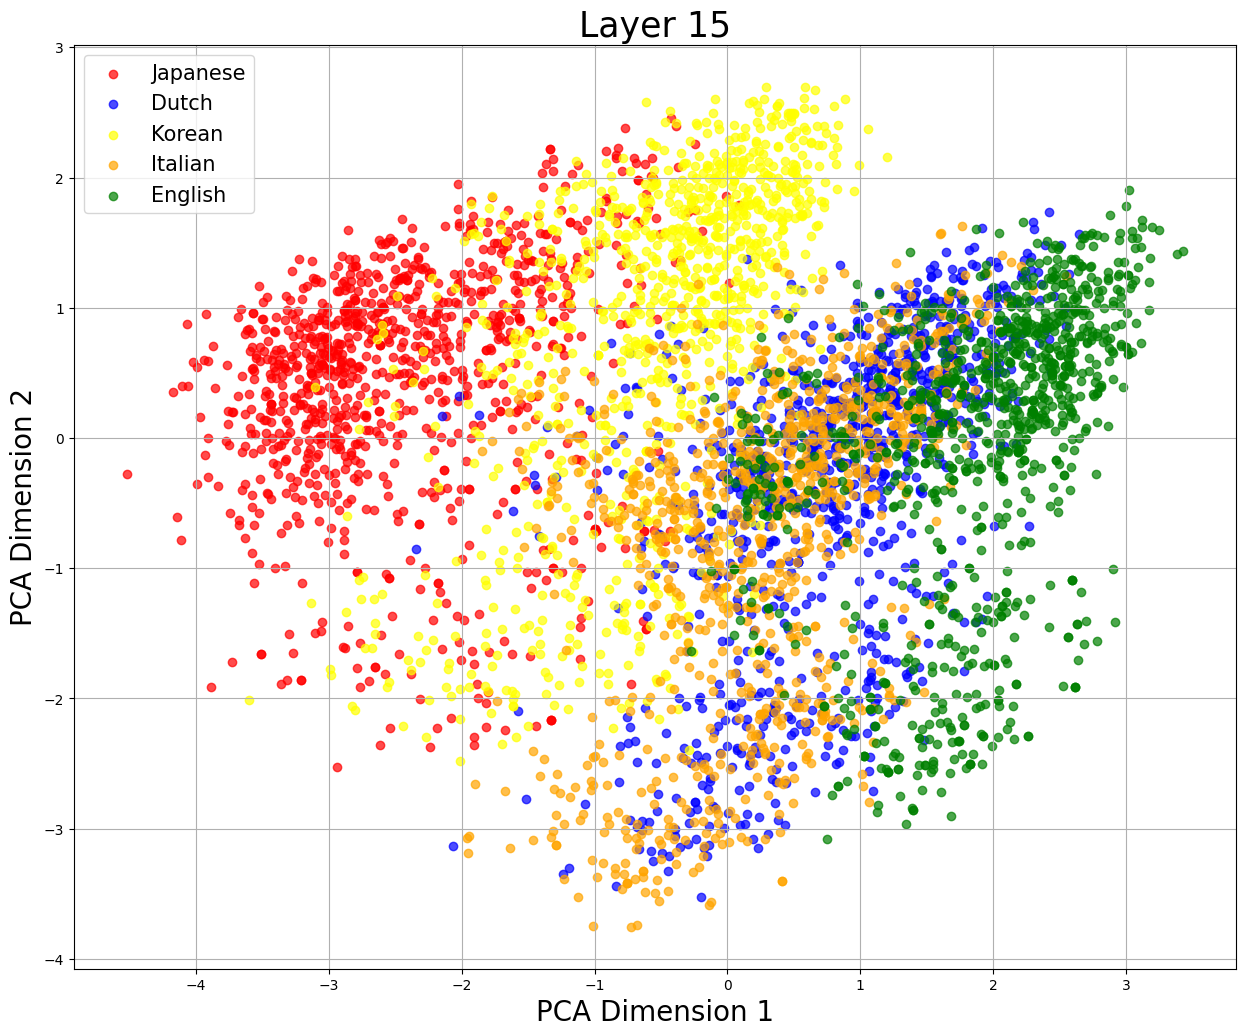 Layer 15
Japanese
Dutch
Korean
Italian
English
PCA Dimension 2
3
2
1
0
−1
−2
−3
−4
−4
−3
−2
−1
0
1
2
3
PCA Dimension 1